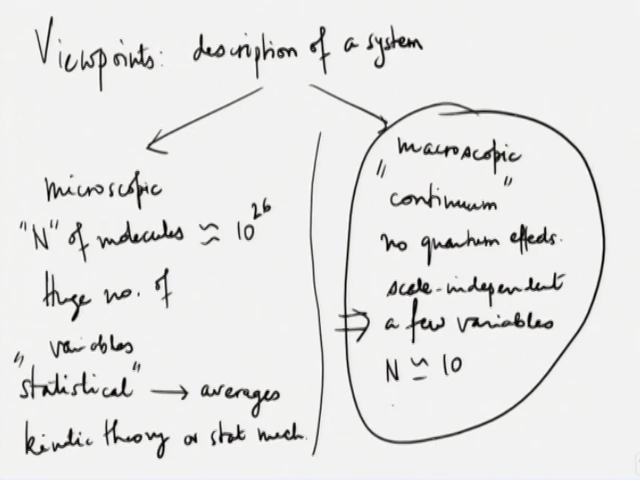 Viewpoints: description of a system
microscopic
"N" of molecules ≈ 10^26
Huge no. of
variables
"statistical" → averages
kinetic theory or stat mech.
macroscopic
"continuum"
no quantum effects.
scale-independent
⇒ a few variables
N ≃ 10